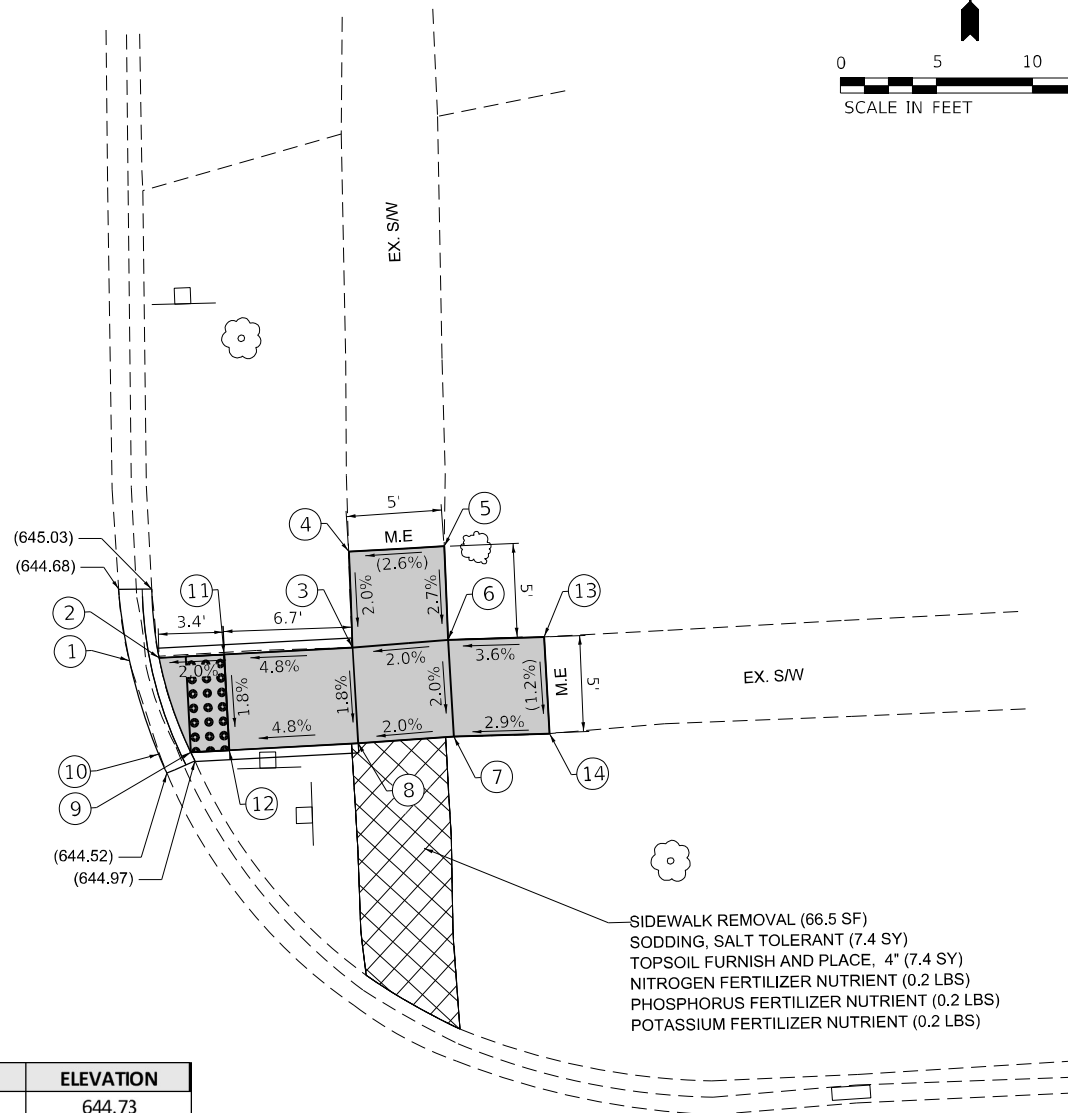 0 5 10
SCALE IN FEET
EX. S/W
5'
4
M.E
5
(2.6%)
(645.03)
(644.68)
2.0%
2.7%
5'
11
3
6
13
2
3.4'
6.7'
1
2.0%
4.8%
2.0%
3.6%
1.8%
1.8%
2.0%
(1.2%)
M.E
5'
EX. S/W
4.8%
2.0%
2.9%
10
9
12
8
7
14
(644.52)
(644.97)
SIDEWALK REMOVAL (66.5 SF)
SODDING, SALT TOLERANT (7.4 SY)
TOPSOIL FURNISH AND PLACE, 4" (7.4 SY)
NITROGEN FERTILIZER NUTRIENT (0.2 LBS)
PHOSPHORUS FERTILIZER NUTRIENT (0.2 LBS)
POTASSIUM FERTILIZER NUTRIENT (0.2 LBS)
ELEVATION
644.73